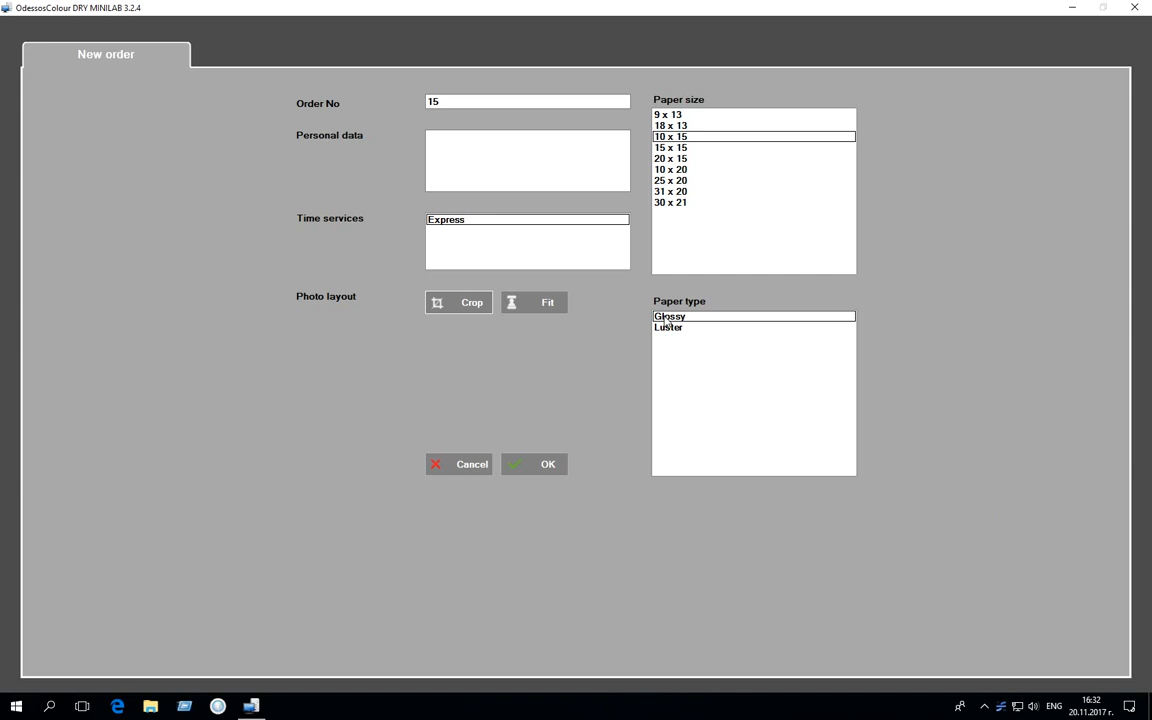 OdessosColour DRY MINILAB 3.2.4
New order
Order No
15
Personal data
Time services
Express
Photo layout
Crop
Fit
Cancel
OK
Paper size
9 x 13
18 x 13
10 x 15
15 x 15
20 x 15
10 x 20
25 x 20
31 x 20
30 x 21
Paper type
Glossy
Luster
ENG
16:32
20.11.2017 г.